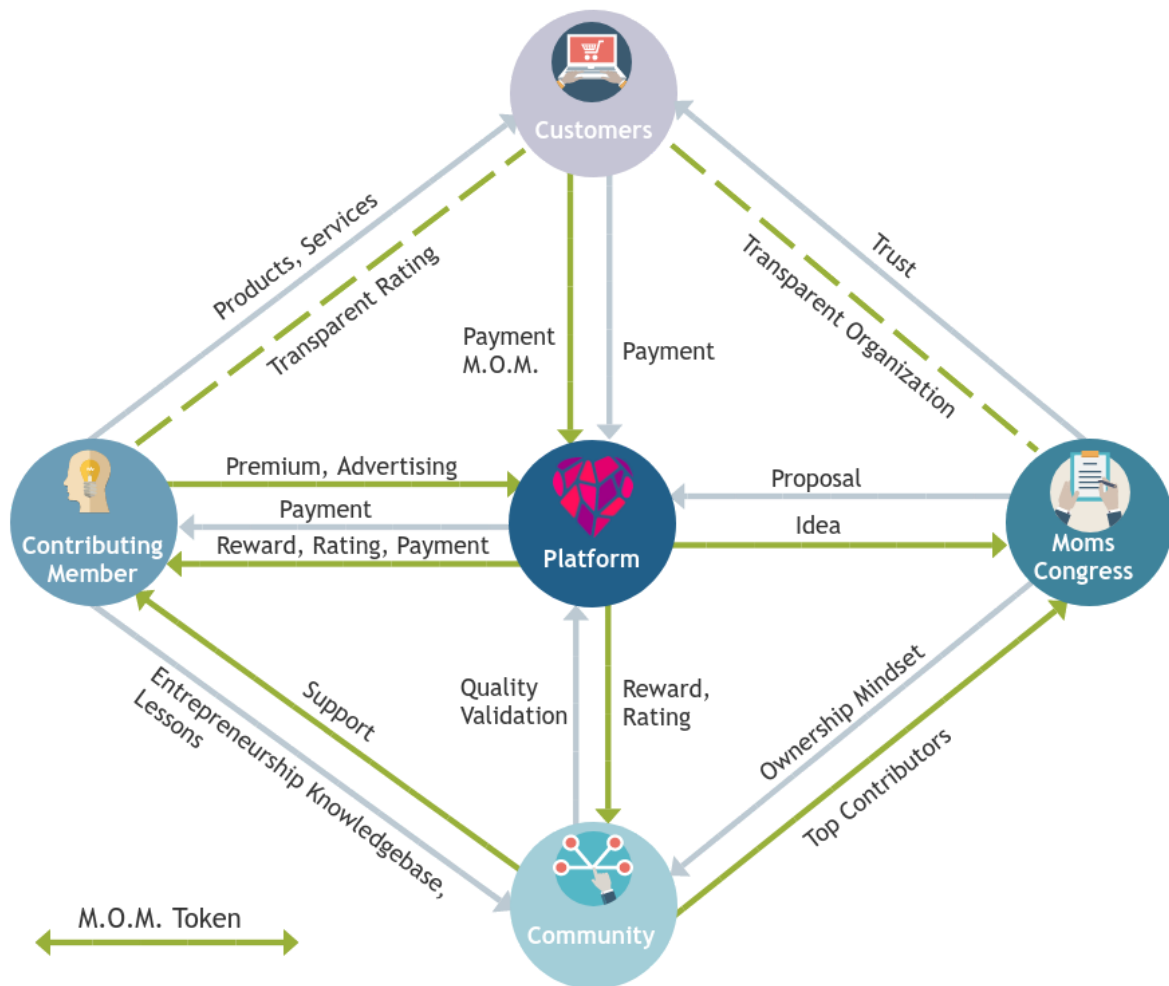 Customers
Products, Services
Transparent Rating
Trust
Transparent Organization
Payment
M.O.M.
Payment
Premium, Advertising
Payment
Reward, Rating, Payment
Proposal
Idea
Contributing
Member
Platform
Moms
Congress
Entrepreneurship Knowledgebase,
Lessons
Support
Quality
Validation
Reward,
Rating
Ownership Mindset
Top Contributors
M.O.M. Token
Community